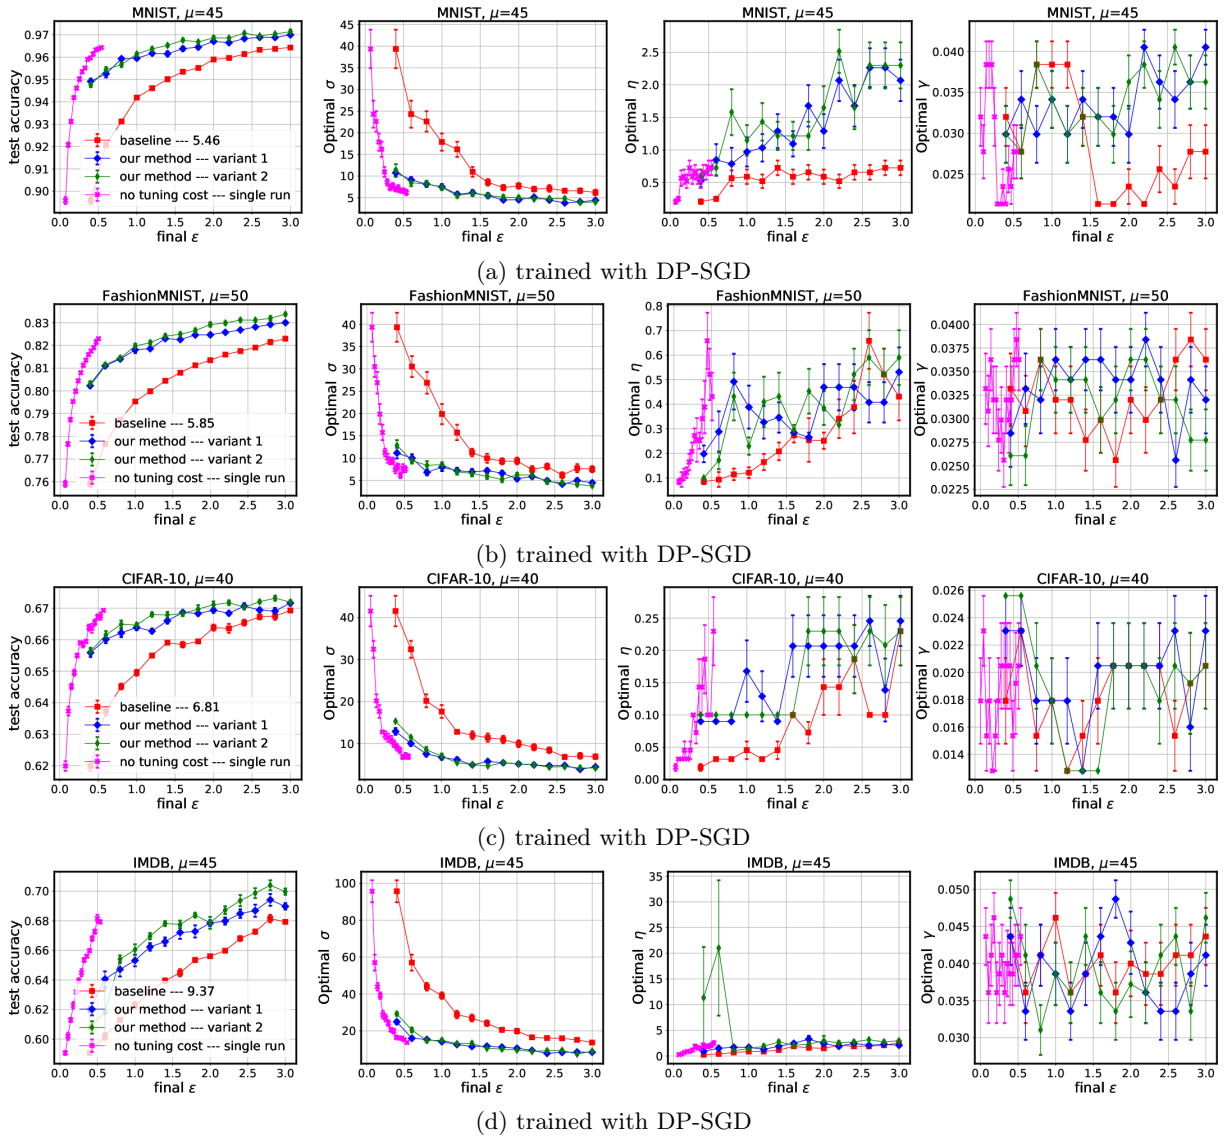 MNIST, μ=45
MNIST, μ=45
MNIST, μ=45
MNIST, μ=45
test accuracy
0.97
0.96
0.95
0.94
0.93
0.92
0.91
0.90
baseline --- 5.46
our method --- variant 1
our method --- variant 2
no tuning cost --- single run
0.0 0.5 1.0 1.5 2.0 2.5 3.0
final ε
Optimal σ
45
40
35
30
25
20
15
10
5
0.0 0.5 1.0 1.5 2.0 2.5 3.0
final ε
Optimal η
2.5
2.0
1.5
1.0
0.5
0.0
0.0 0.5 1.0 1.5 2.0 2.5 3.0
final ε
Optimal γ
0.040
0.035
0.030
0.025
0.0 0.5 1.0 1.5 2.0 2.5 3.0
final ε
(a) trained with DP-SGD
FashionMNIST, μ=50
FashionMNIST, μ=50
FashionMNIST, μ=50
FashionMNIST, μ=50
test accuracy
0.83
0.82
0.81
0.80
0.79
0.78
0.77
0.76
baseline --- 5.85
our method --- variant 1
our method --- variant 2
no tuning cost --- single run
0.0 0.5 1.0 1.5 2.0 2.5 3.0
final ε
Optimal σ
40
35
30
25
20
15
10
5
0.0 0.5 1.0 1.5 2.0 2.5 3.0
final ε
Optimal η
0.8
0.7
0.6
0.5
0.4
0.3
0.2
0.1
0.0 0.5 1.0 1.5 2.0 2.5 3.0
final ε
Optimal γ
0.0400
0.0375
0.0350
0.0325
0.0300
0.0275
0.0250
0.0225
0.0 0.5 1.0 1.5 2.0 2.5 3.0
final ε
(b) trained with DP-SGD
CIFAR-10, μ=40
CIFAR-10, μ=40
CIFAR-10, μ=40
CIFAR-10, μ=40
test accuracy
0.67
0.66
0.65
0.64
0.63
0.62
baseline --- 6.81
our method --- variant 1
our method --- variant 2
no tuning cost --- single run
0.0 0.5 1.0 1.5 2.0 2.5 3.0
final ε
Optimal σ
40
30
20
10
0.0 0.5 1.0 1.5 2.0 2.5 3.0
final ε
Optimal η
0.30
0.25
0.20
0.15
0.10
0.05
0.00
0.0 0.5 1.0 1.5 2.0 2.5 3.0
final ε
Optimal γ
0.026
0.024
0.022
0.020
0.018
0.016
0.014
0.0 0.5 1.0 1.5 2.0 2.5 3.0
final ε
(c) trained with DP-SGD
IMDB, μ=45
IMDB, μ=45
IMDB, μ=45
IMDB, μ=45
test accuracy
0.70
0.68
0.66
0.64
0.62
0.60
baseline --- 9.37
our method --- variant 1
our method --- variant 2
no tuning cost --- single run
0.0 0.5 1.0 1.5 2.0 2.5 3.0
final ε
Optimal σ
100
80
60
40
20
0.0 0.5 1.0 1.5 2.0 2.5 3.0
final ε
Optimal η
35
30
25
20
15
10
5
0
0.0 0.5 1.0 1.5 2.0 2.5 3.0
final ε
Optimal γ
0.050
0.045
0.040
0.035
0.030
0.0 0.5 1.0 1.5 2.0 2.5 3.0
final ε
(d) trained with DP-SGD